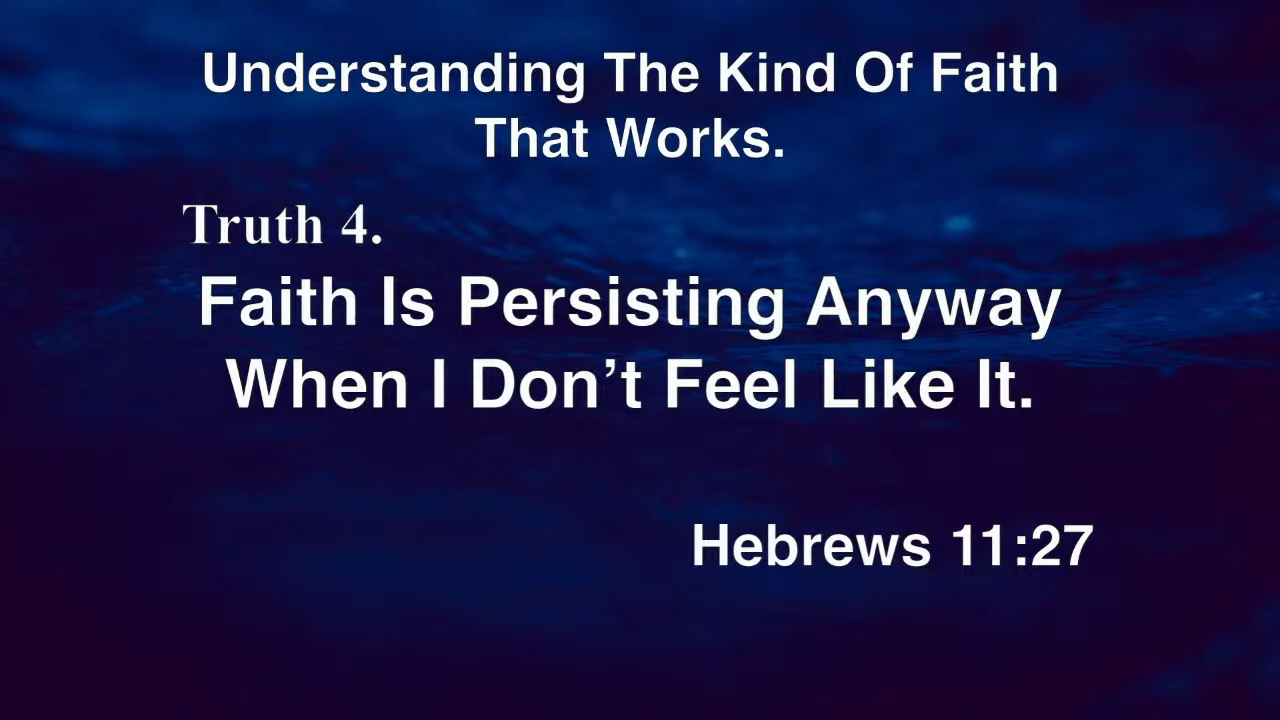 Understanding The Kind Of Faith
That Works.
Truth 4.
Faith Is Persisting Anyway
When I Don’t Feel Like It.
Hebrews 11:27